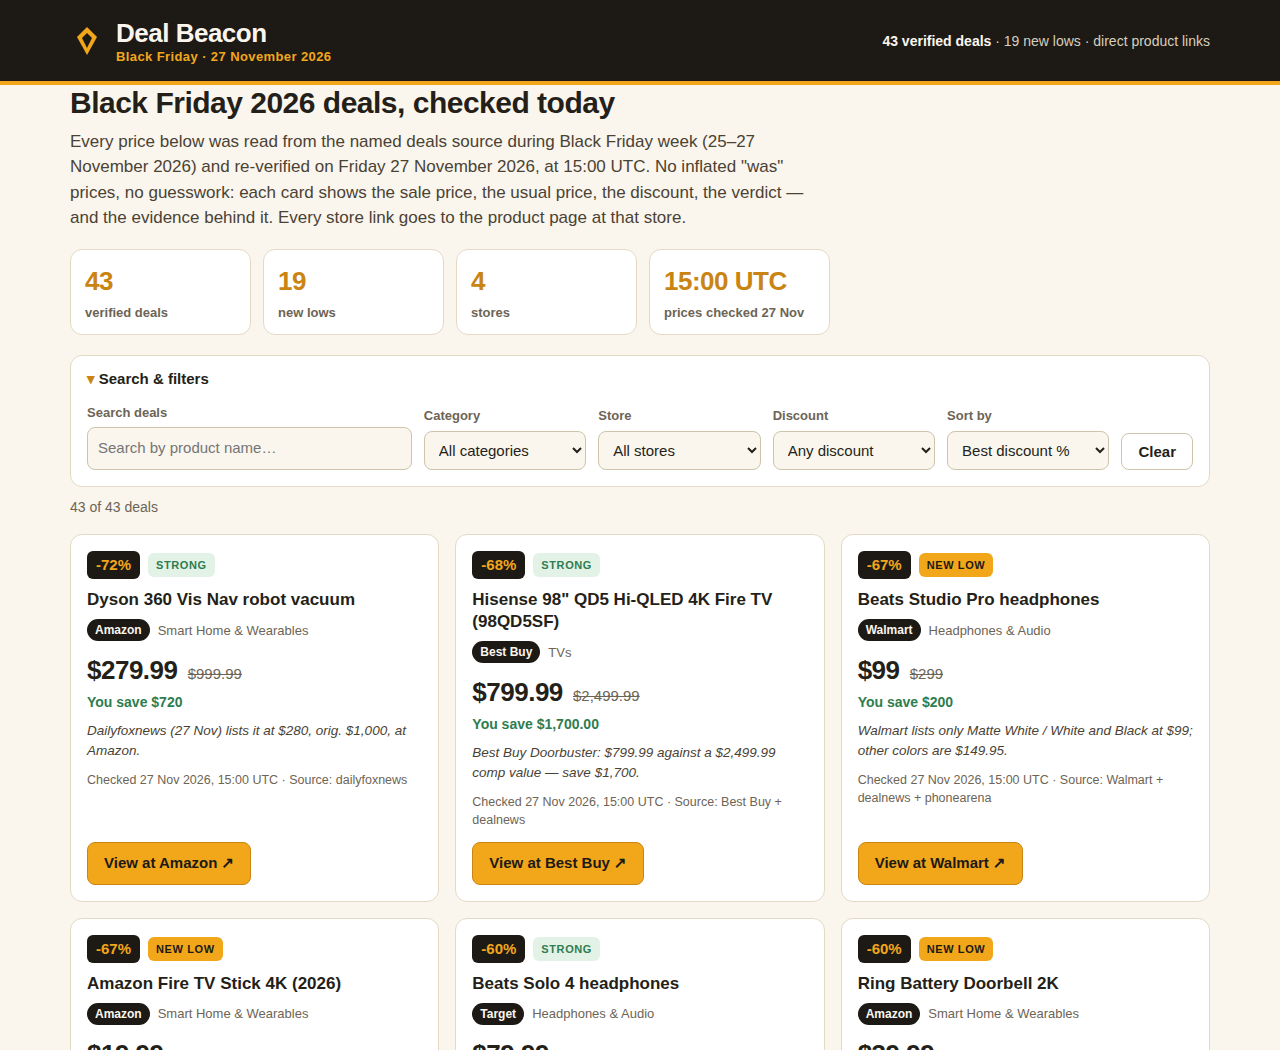 Deal Beacon
Black Friday · 27 November 2026
43 verified deals · 19 new lows · direct product links
Black Friday 2026 deals, checked today
Every price below was read from the named deals source during Black Friday week (25–27
November 2026) and re-verified on Friday 27 November 2026, at 15:00 UTC. No inflated "was"
prices, no guesswork: each card shows the sale price, the usual price, the discount, the verdict —
and the evidence behind it. Every store link goes to the product page at that store.
43
verified deals
19
new lows
4
stores
15:00 UTC
prices checked 27 Nov
▾ Search & filters
Search deals
Search by product name…
Category
All categories
Store
All stores
Discount
Any discount
Sort by
Best discount %
Clear
43 of 43 deals
-72% STRONG
Dyson 360 Vis Nav robot vacuum
Amazon Smart Home & Wearables
$279.99 $999.99
You save $720
Dailyfoxnews (27 Nov) lists it at $280, orig. $1,000, at
Amazon.
Checked 27 Nov 2026, 15:00 UTC · Source: dailyfoxnews
View at Amazon ↗
-68% STRONG
Hisense 98" QD5 Hi-QLED 4K Fire TV
(98QD5SF)
Best Buy TVs
$799.99 $2,499.99
You save $1,700.00
Best Buy Doorbuster: $799.99 against a $2,499.99
comp value — save $1,700.
Checked 27 Nov 2026, 15:00 UTC · Source: Best Buy +
dealnews
View at Best Buy ↗
-67% NEW LOW
Beats Studio Pro headphones
Walmart Headphones & Audio
$99 $299
You save $200
Walmart lists only Matte White / White and Black at $99;
other colors are $149.95.
Checked 27 Nov 2026, 15:00 UTC · Source: Walmart +
dealnews + phonearena
View at Walmart ↗
-67% NEW LOW
Amazon Fire TV Stick 4K (2026)
Amazon Smart Home & Wearables
-60% STRONG
Beats Solo 4 headphones
Target Headphones & Audio
-60% NEW LOW
Ring Battery Doorbell 2K
Amazon Smart Home & Wearables